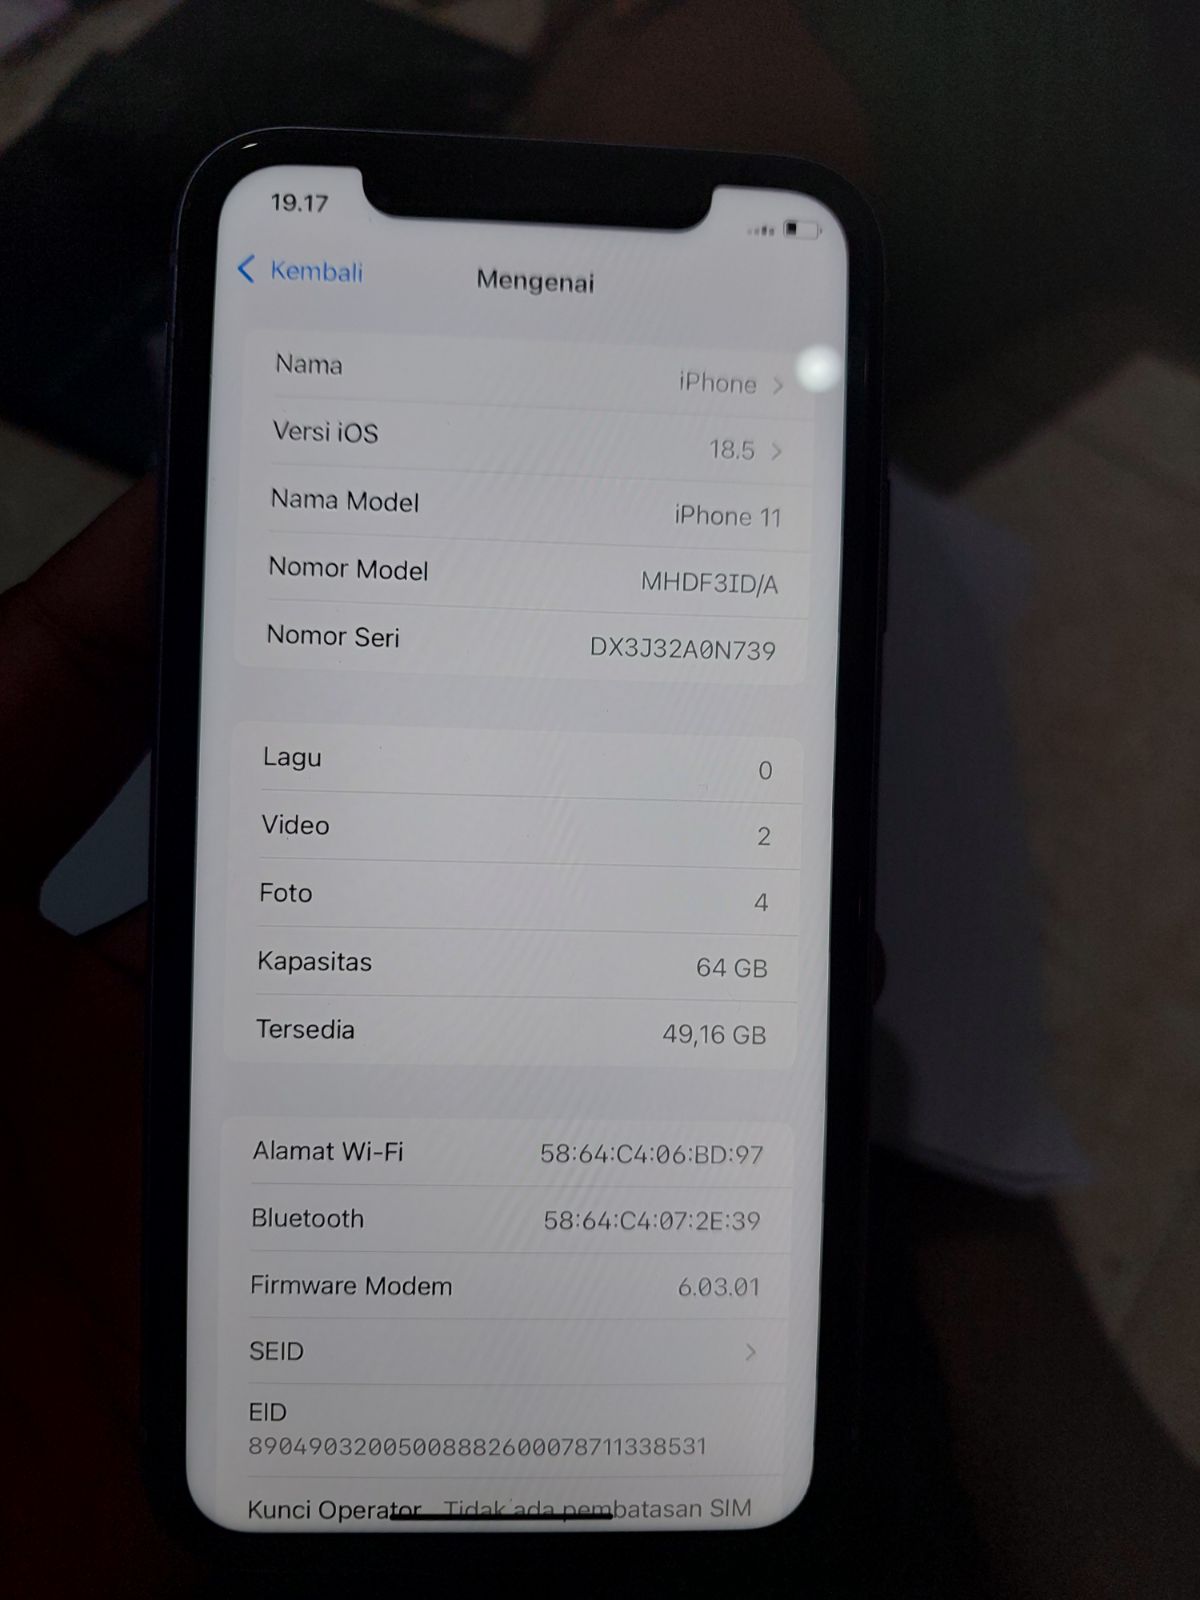 19.17
Kembali
Mengenai
Nama iPhone
Versi iOS 18.5
Nama Model iPhone 11
Nomor Model MHDF3ID/A
Nomor Seri DX3J32A0N739
Lagu 0
Video 2
Foto 4
Kapasitas 64 GB
Tersedia 49,16 GB
Alamat Wi-Fi 58:64:C4:06:BD:97
Bluetooth 58:64:C4:07:2E:39
Firmware Modem 6.03.01
SEID
EID
89049032005008882600078711338531
Kunci Operator Tidak ada pembatasan SIM